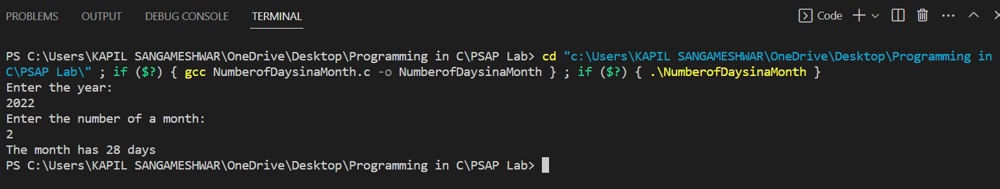 PROBLEMS OUTPUT DEBUG CONSOLE TERMINAL Code
PS C:\Users\KAPIL SANGAMESHWAR\OneDrive\Desktop\Programming in C\PSAP Lab> cd "c:\Users\KAPIL SANGAMESHWAR\OneDrive\Desktop\Programming in
C\PSAP Lab\" ; if ($?) { gcc NumberofDaysinaMonth.c -o NumberofDaysinaMonth } ; if ($?) { .\NumberofDaysinaMonth }
Enter the year:
2022
Enter the number of a month:
2
The month has 28 days
PS C:\Users\KAPIL SANGAMESHWAR\OneDrive\Desktop\Programming in C\PSAP Lab>